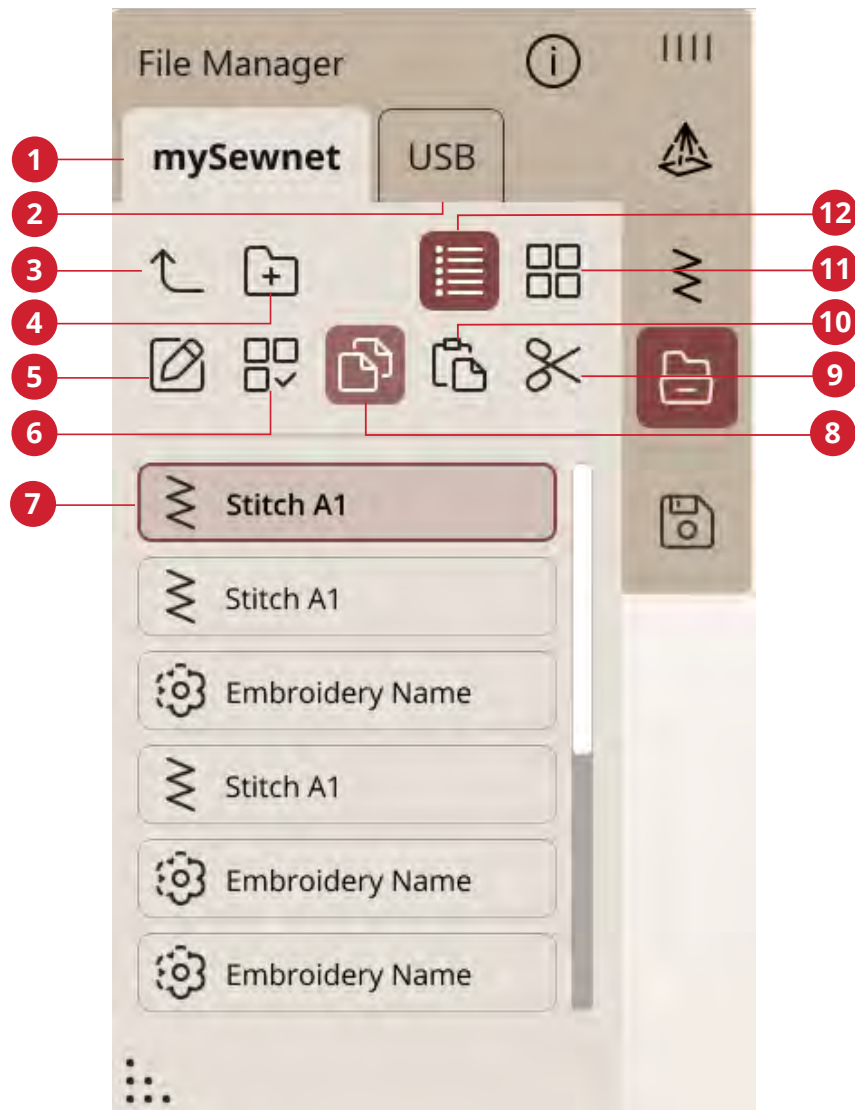 File Manager
mySewnet USB
1
2
12
3
11
4
10
5
9
6
8
7
Stitch A1
Stitch A1
Embroidery Name
Stitch A1
Embroidery Name
Embroidery Name